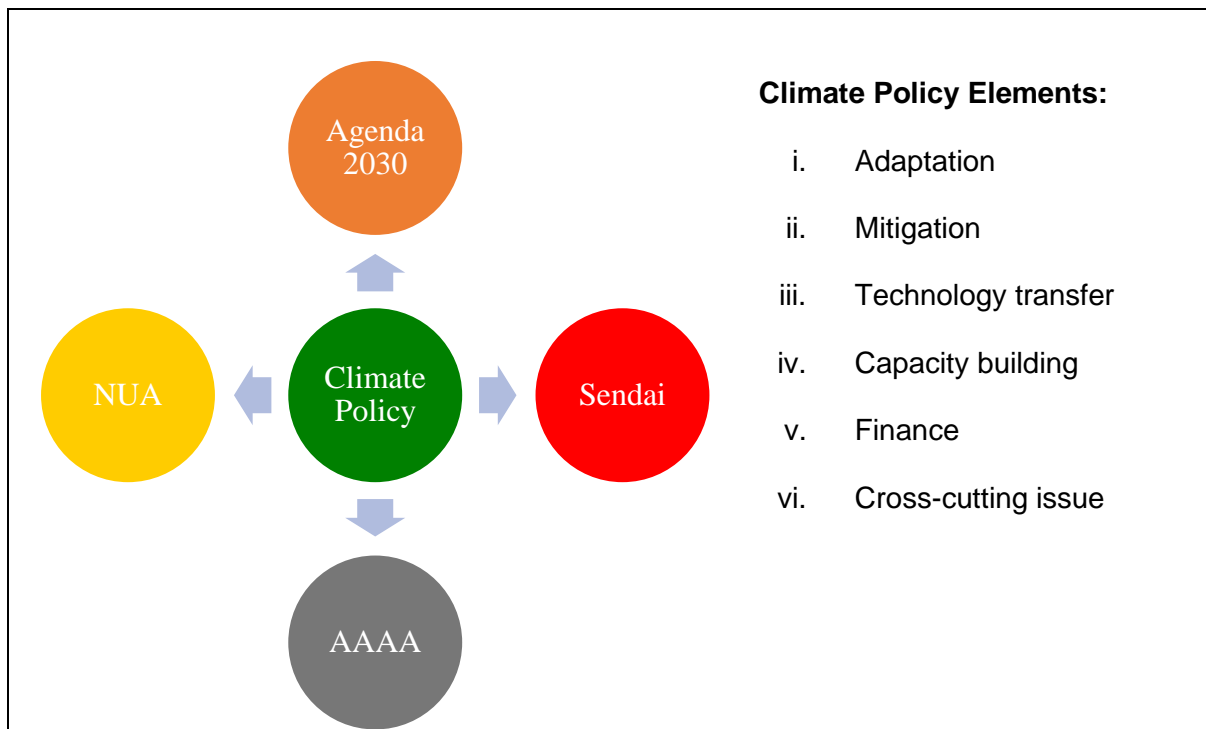 Agenda
2030
NUA
Climate
Policy
Sendai
AAAA
Climate Policy Elements:
i. Adaptation
ii. Mitigation
iii. Technology transfer
iv. Capacity building
v. Finance
vi. Cross-cutting issue